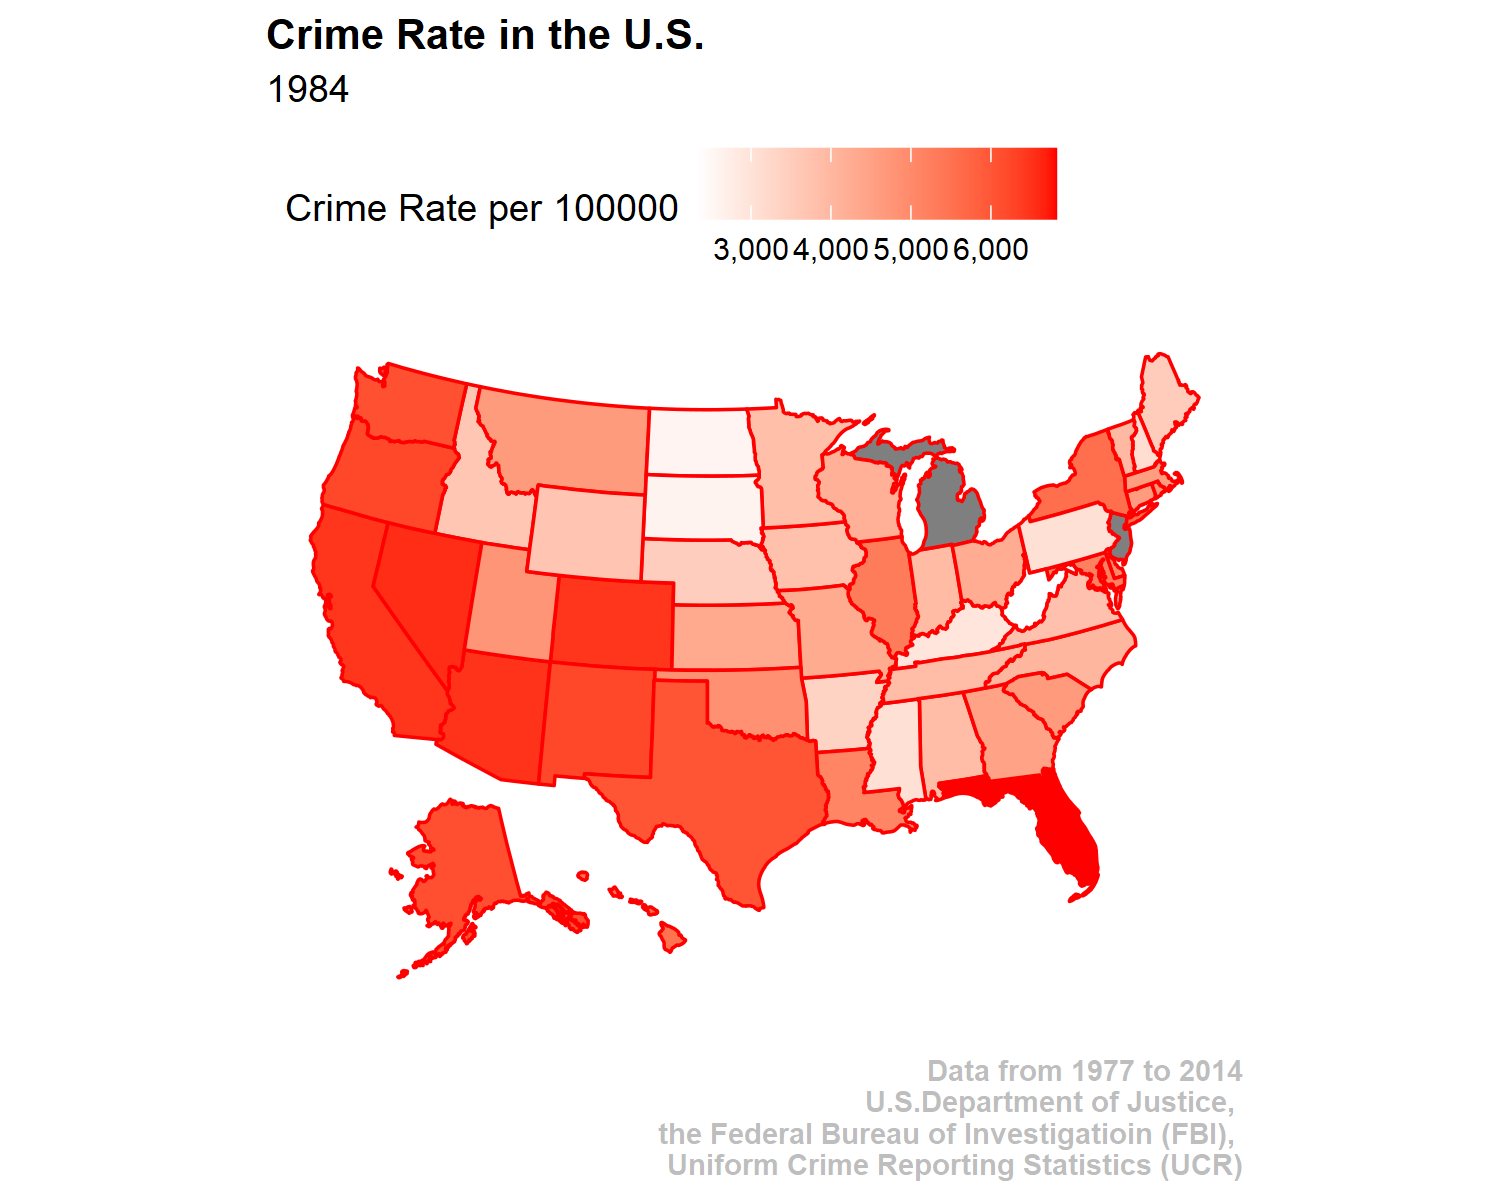 Crime Rate in the U.S.
1984
Crime Rate per 100000
3,000 4,000 5,000 6,000
Data from 1977 to 2014
U.S.Department of Justice,
the Federal Bureau of Investigatioin (FBI),
Uniform Crime Reporting Statistics (UCR)